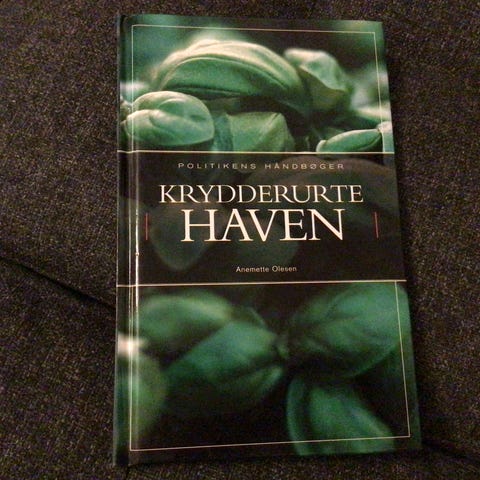 POLITIKENS HÅNDBØGER
KRYDDERURTE
HAVEN
Anemette Olesen